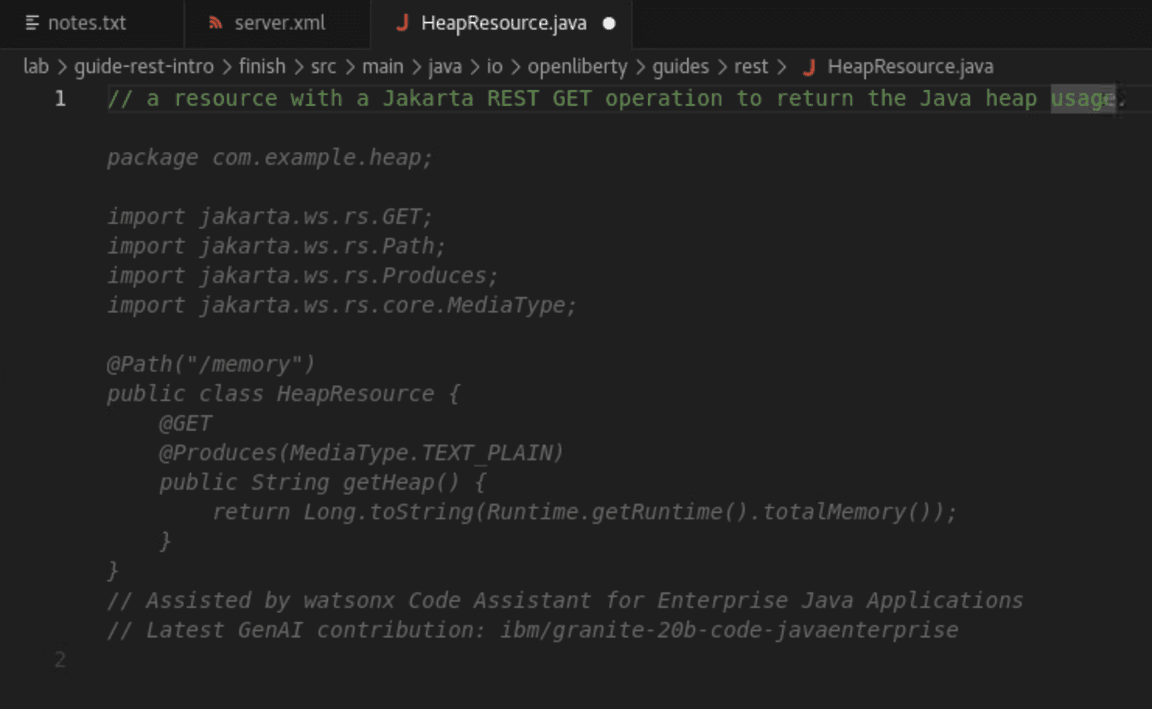 notes.txt server.xml HeapResource.java
lab > guide-rest-intro > finish > src > main > java > io > openliberty > guides > rest > HeapResource.java
1 // a resource with a Jakarta REST GET operation to return the Java heap usage
package com.example.heap;
import jakarta.ws.rs.GET;
import jakarta.ws.rs.Path;
import jakarta.ws.rs.Produces;
import jakarta.ws.rs.core.MediaType;
@Path("/memory")
public class HeapResource {
    @GET
    @Produces(MediaType.TEXT_PLAIN)
    public String getHeap() {
        return Long.toString(Runtime.getRuntime().totalMemory());
    }
}
// Assisted by watsonx Code Assistant for Enterprise Java Applications
// Latest GenAI contribution: ibm/granite-20b-code-javaenterprise
2